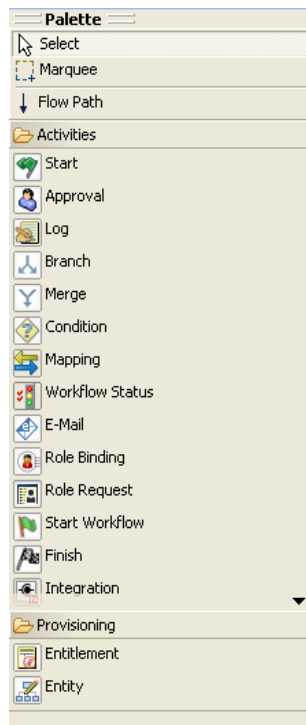 Palette
Select
Marquee
Flow Path
Activities
Start
Approval
Log
Branch
Merge
Condition
Mapping
Workflow Status
E-Mail
Role Binding
Role Request
Start Workflow
Finish
Integration
Provisioning
Entitlement
Entity